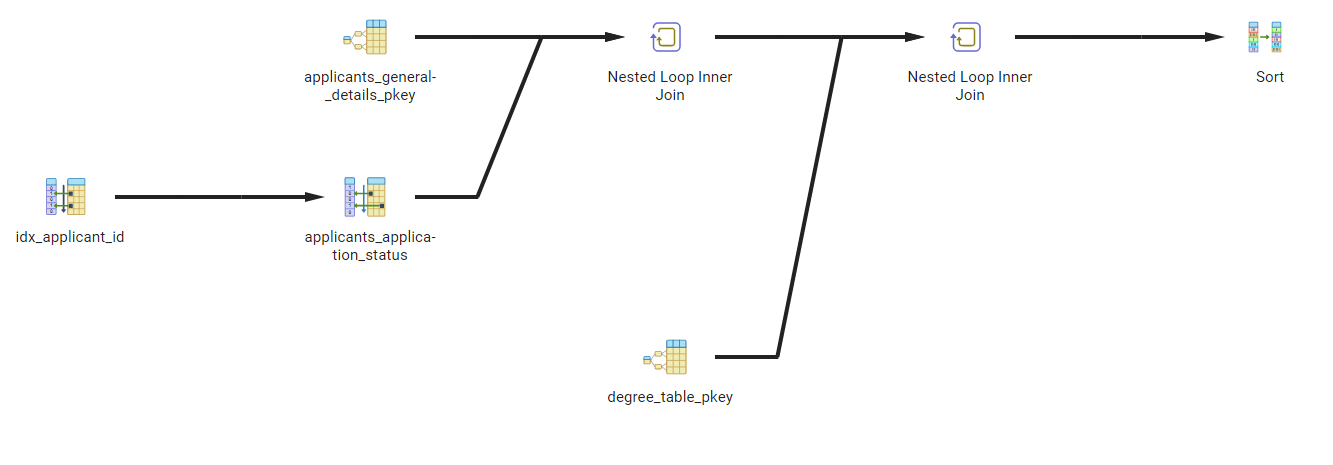 applicants_general-
_details_pkey
Nested Loop Inner
Join
Nested Loop Inner
Join
Sort
idx_applicant_id
applicants_applica-
tion_status
degree_table_pkey